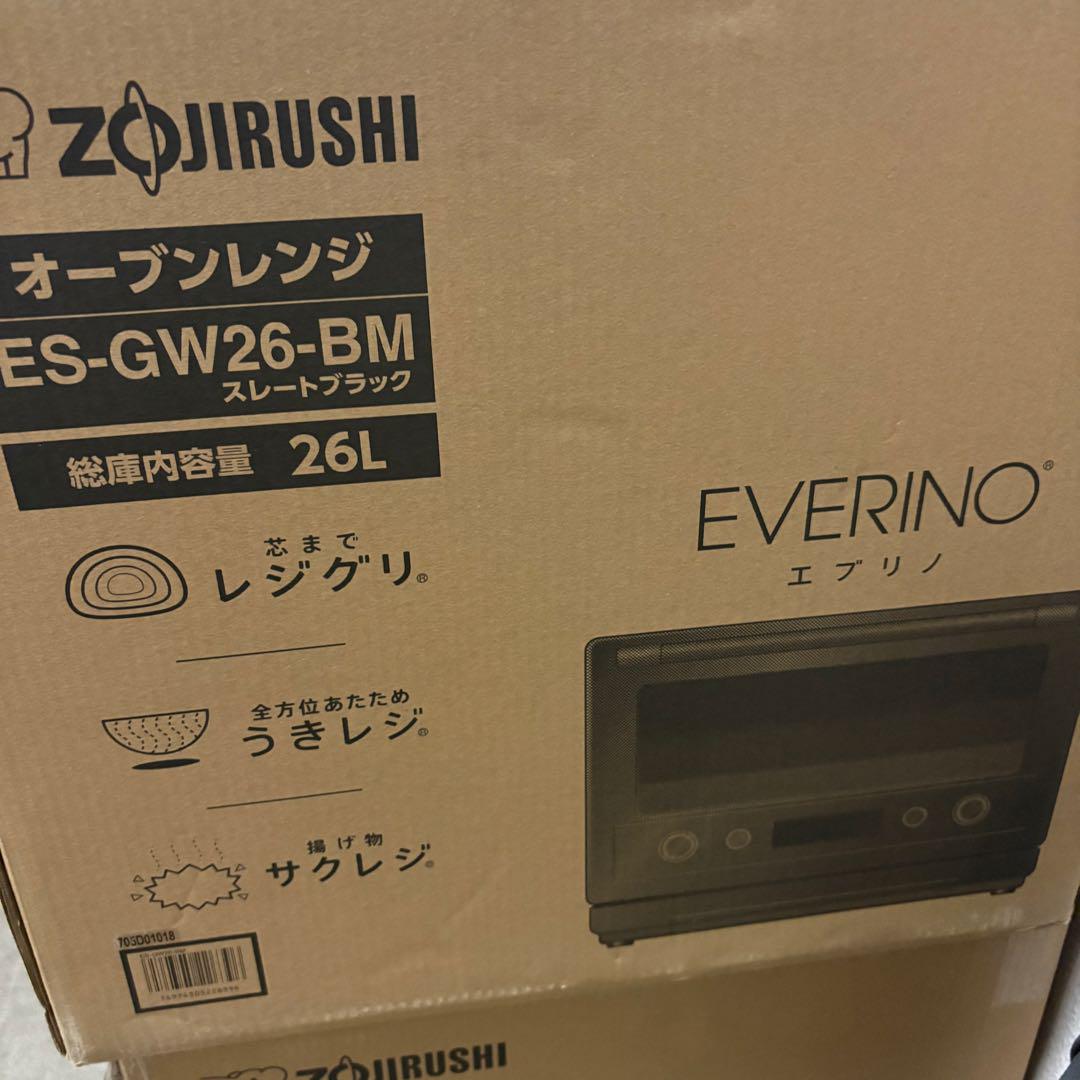 ZOJIRUSHI
オーブンレンジ
ES-GW26-BM
スレートブラック
総庫内容量 26L
EVERINO®
エブリノ
芯まで
レジグリ®
全方位あたため
うきレジ®
揚げ物
サクレジ®
ZOJIRUSHI